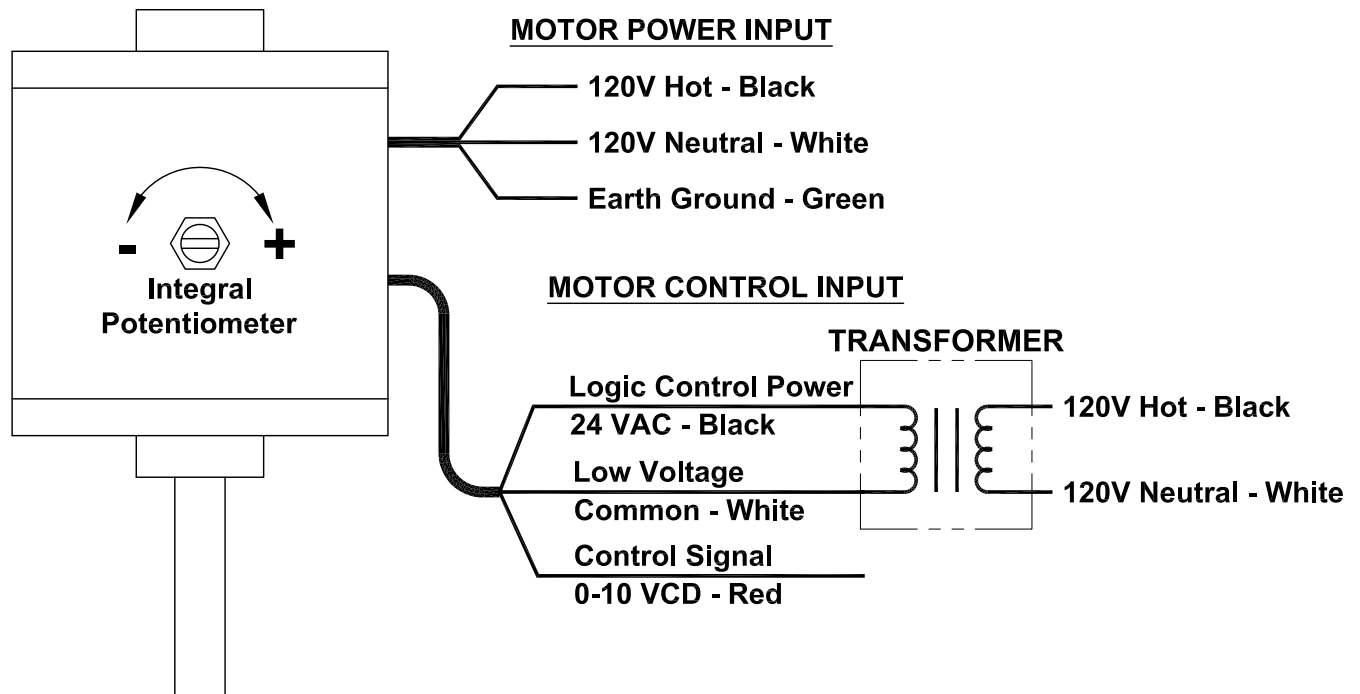 MOTOR POWER INPUT
120V Hot - Black
120V Neutral - White
Earth Ground - Green
- +
Integral
Potentiometer
MOTOR CONTROL INPUT
TRANSFORMER
Logic Control Power
24 VAC - Black
Low Voltage
Common - White
Control Signal
0-10 VCD - Red
120V Hot - Black
120V Neutral - White